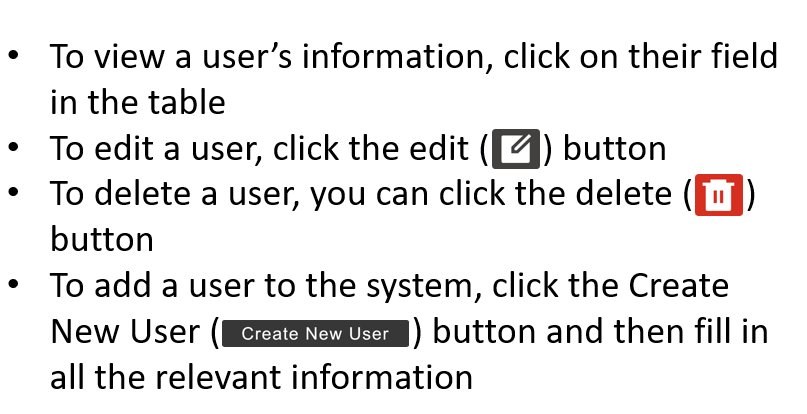 • To view a user’s information, click on their field
in the table
• To edit a user, click the edit () button
• To delete a user, you can click the delete ()
button
• To add a user to the system, click the Create
New User (Create New User) button and then fill in
all the relevant information